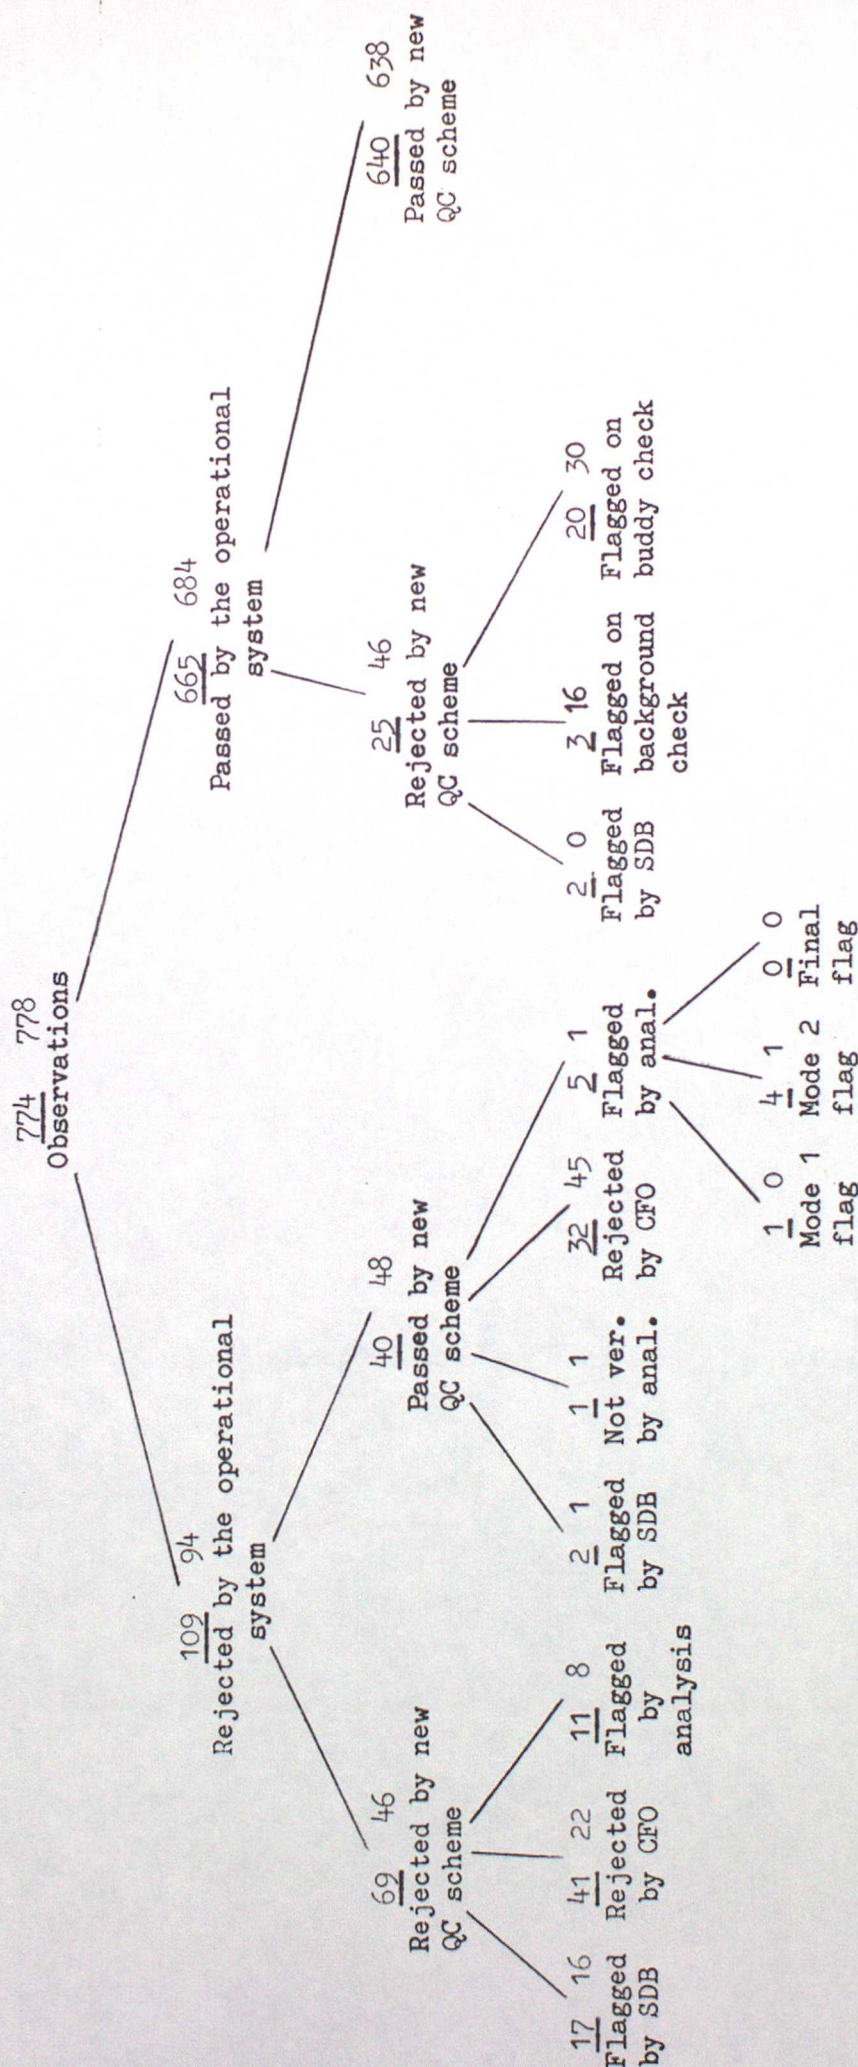 774 778
Observations
109 94
Rejected by the operational
system
665 684
Passed by the operational
system
69 46
Rejected by new
QC scheme
40 48
Passed by new
QC scheme
25 46
Rejected by new
QC scheme
640 638
Passed by new
QC scheme
17 16
Flagged
by SDB
41 22
Rejected
by CFO
11 8
Flagged
by
analysis
2 1
Flagged
by SDB
1 1
Not ver.
by anal.
32 45
Rejected
by CFO
5 1
Flagged
by anal.
2 0
Flagged
by SDB
3 16
Flagged on
background
check
20 30
Flagged on
buddy check
1 0
Mode 1
flag
4 1
Mode 2
flag
0 0
Final
flag